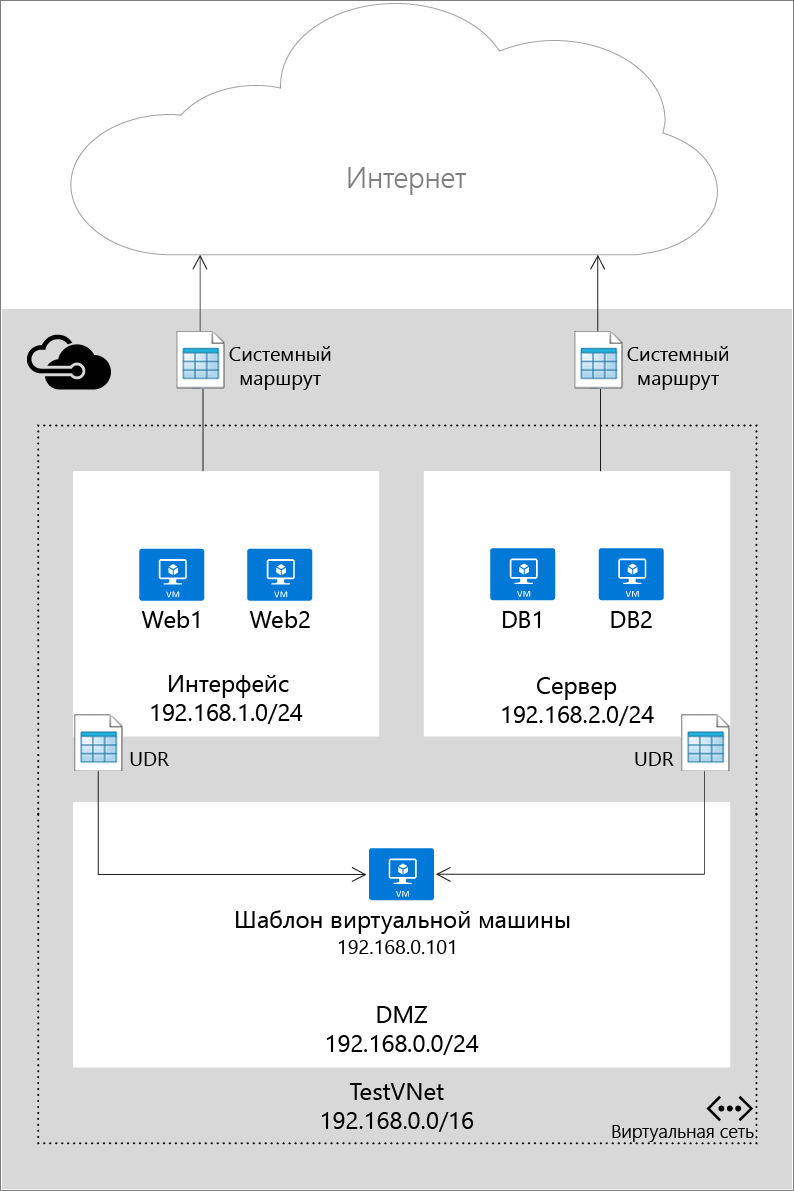 Интернет
Системный
маршрут
Системный
маршрут
VM
VM
Web1
Web2
Интерфейс
192.168.1.0/24
VM
VM
DB1
DB2
Сервер
192.168.2.0/24
UDR
UDR
VM
Шаблон виртуальной машины
192.168.0.101
DMZ
192.168.0.0/24
TestVNet
192.168.0.0/16
Виртуальная сеть